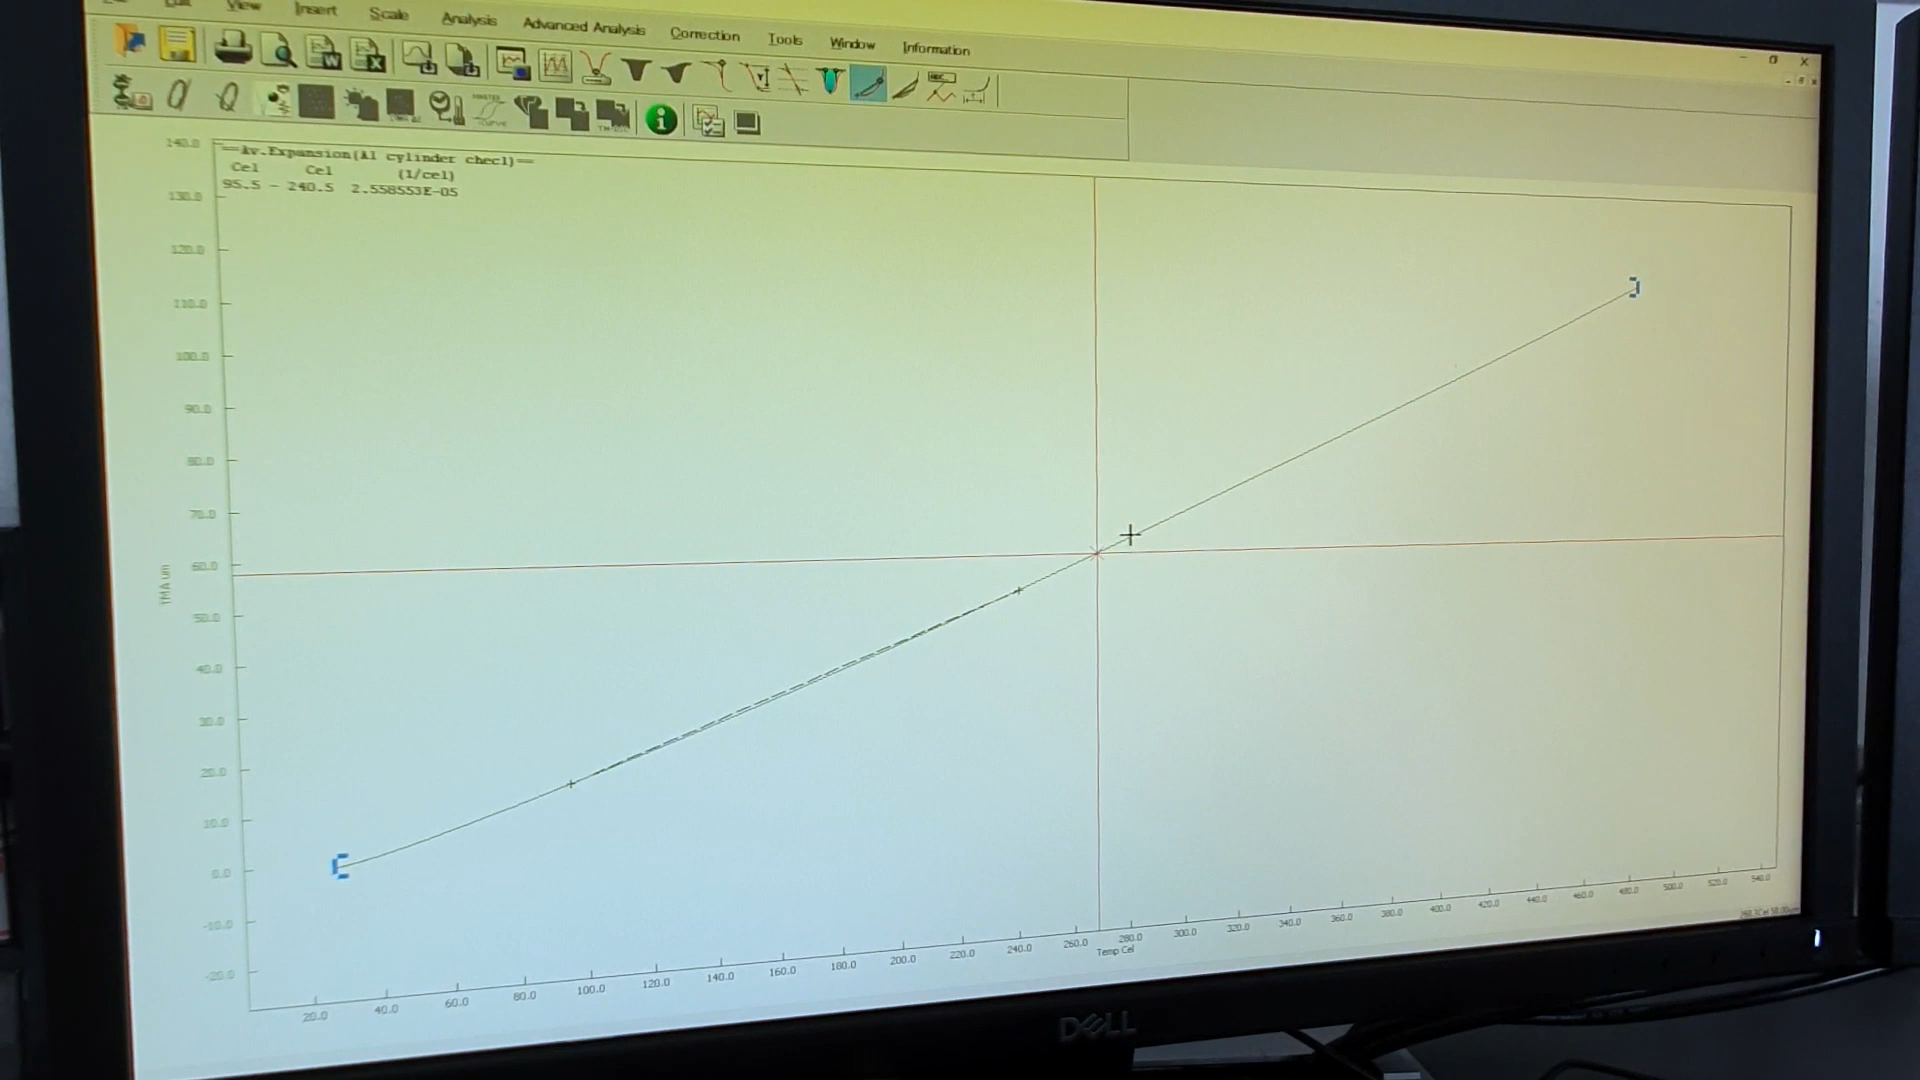 View Insert Scale Analysis Advanced Analysis Correction Tools Window Information
==Av.Expansion(Al cylinder checl)==
Cel Cel (1/cel)
95.5 - 240.5 2.558553E-05
140.0
130.0
120.0
110.0
100.0
90.0
80.0
70.0
60.0
50.0
40.0
30.0
20.0
10.0
0.0
-10.0
-20.0
TMA um
20.0 40.0 60.0 80.0 100.0 120.0 140.0 160.0 180.0 200.0 220.0 240.0 260.0 280.0 300.0 320.0 340.0 360.0 380.0 400.0 420.0 440.0 460.0 480.0 500.0 520.0 540.0
Temp Cel
DELL